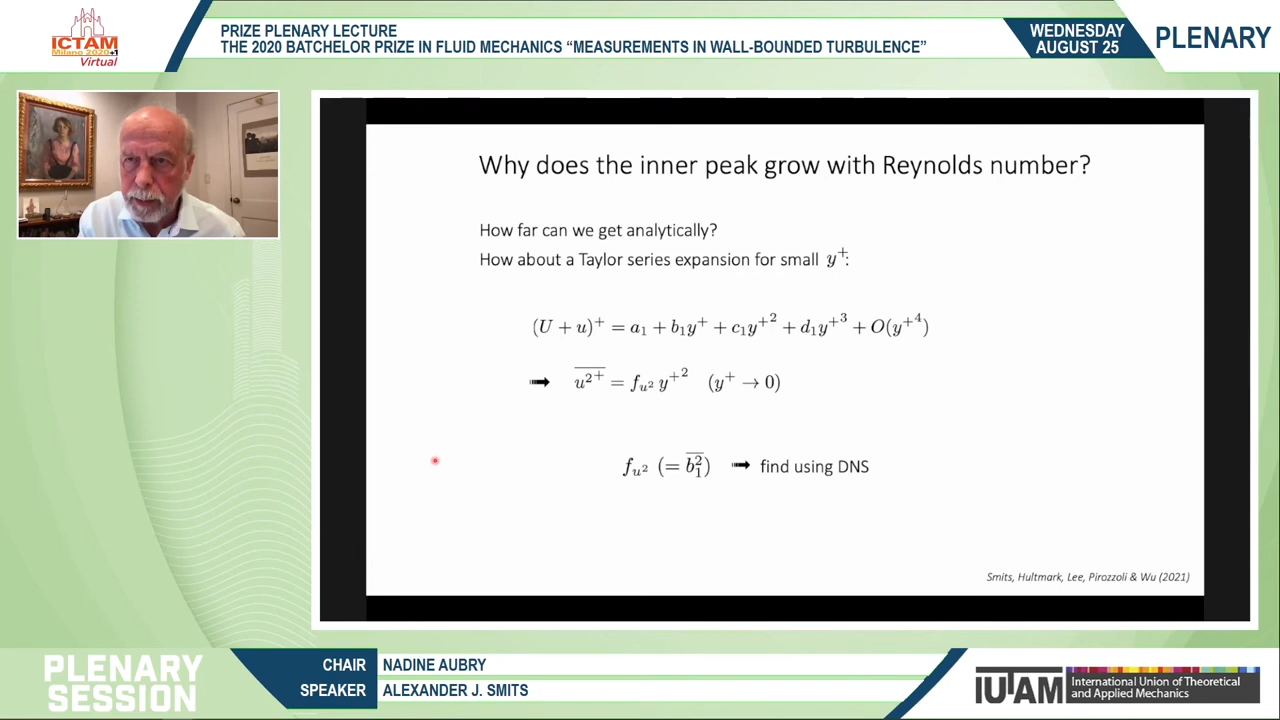 ICTAM
Milano 2020+1
Virtual
PRIZE PLENARY LECTURE
THE 2020 BATCHELOR PRIZE IN FLUID MECHANICS “MEASUREMENTS IN WALL-BOUNDED TURBULENCE”
WEDNESDAY
AUGUST 25
PLENARY
Why does the inner peak grow with Reynolds number?
How far can we get analytically?
How about a Taylor series expansion for small y⁺:
(U + u)⁺ = a₁ + b₁y⁺ + c₁y⁺² + d₁y⁺³ + O(y⁺⁴)
➟ \overline{u²⁺} = f_{u²} y⁺² (y⁺ → 0)
f_{u²} (= \overline{b₁²}) ➟ find using DNS
Smits, Hultmark, Lee, Pirozzoli & Wu (2021)
PLENARY
SESSION
CHAIR NADINE AUBRY
SPEAKER ALEXANDER J. SMITS
IUTAM
International Union of Theoretical
and Applied Mechanics